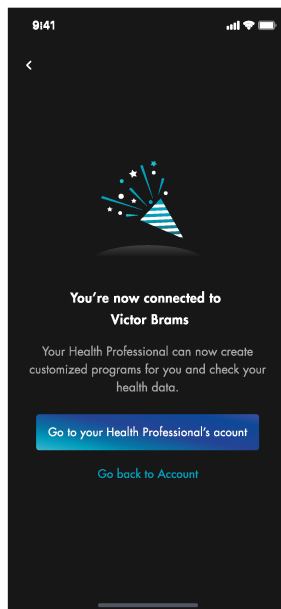 9:41
You're now connected to
Victor Brams
Your Health Professional can now create
customized programs for you and check your
health data.
Go to your Health Professional's acount
Go back to Account